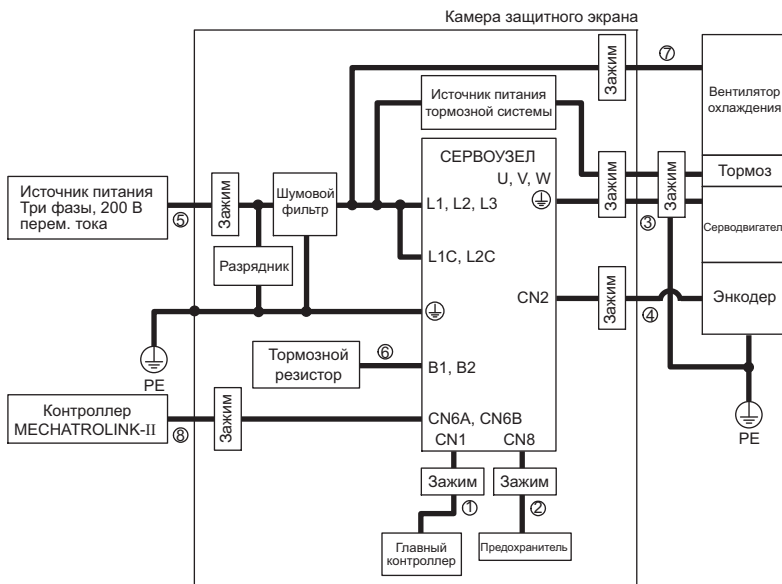 Камера защитного экрана
Зажим
⑦
Вентилятор
охлаждения
Источник питания
тормозной системы
СЕРВОУЗЕЛ
U, V, W
Зажим
Зажим
Тормоз
Источник питания
Три фазы, 200 В
перем. тока
⑤
Зажим
Шумовой
фильтр
L1, L2, L3
③
Серводвигатель
Разрядник
L1C, L2C
CN2
Зажим
④
Энкодер
PE
Тормозной
резистор
⑥
B1, B2
Контроллер
MECHATROLINK-II
⑧
Зажим
CN6A, CN6B
CN1
CN8
PE
Зажим
Зажим
①
②
Главный
контроллер
Предохранитель